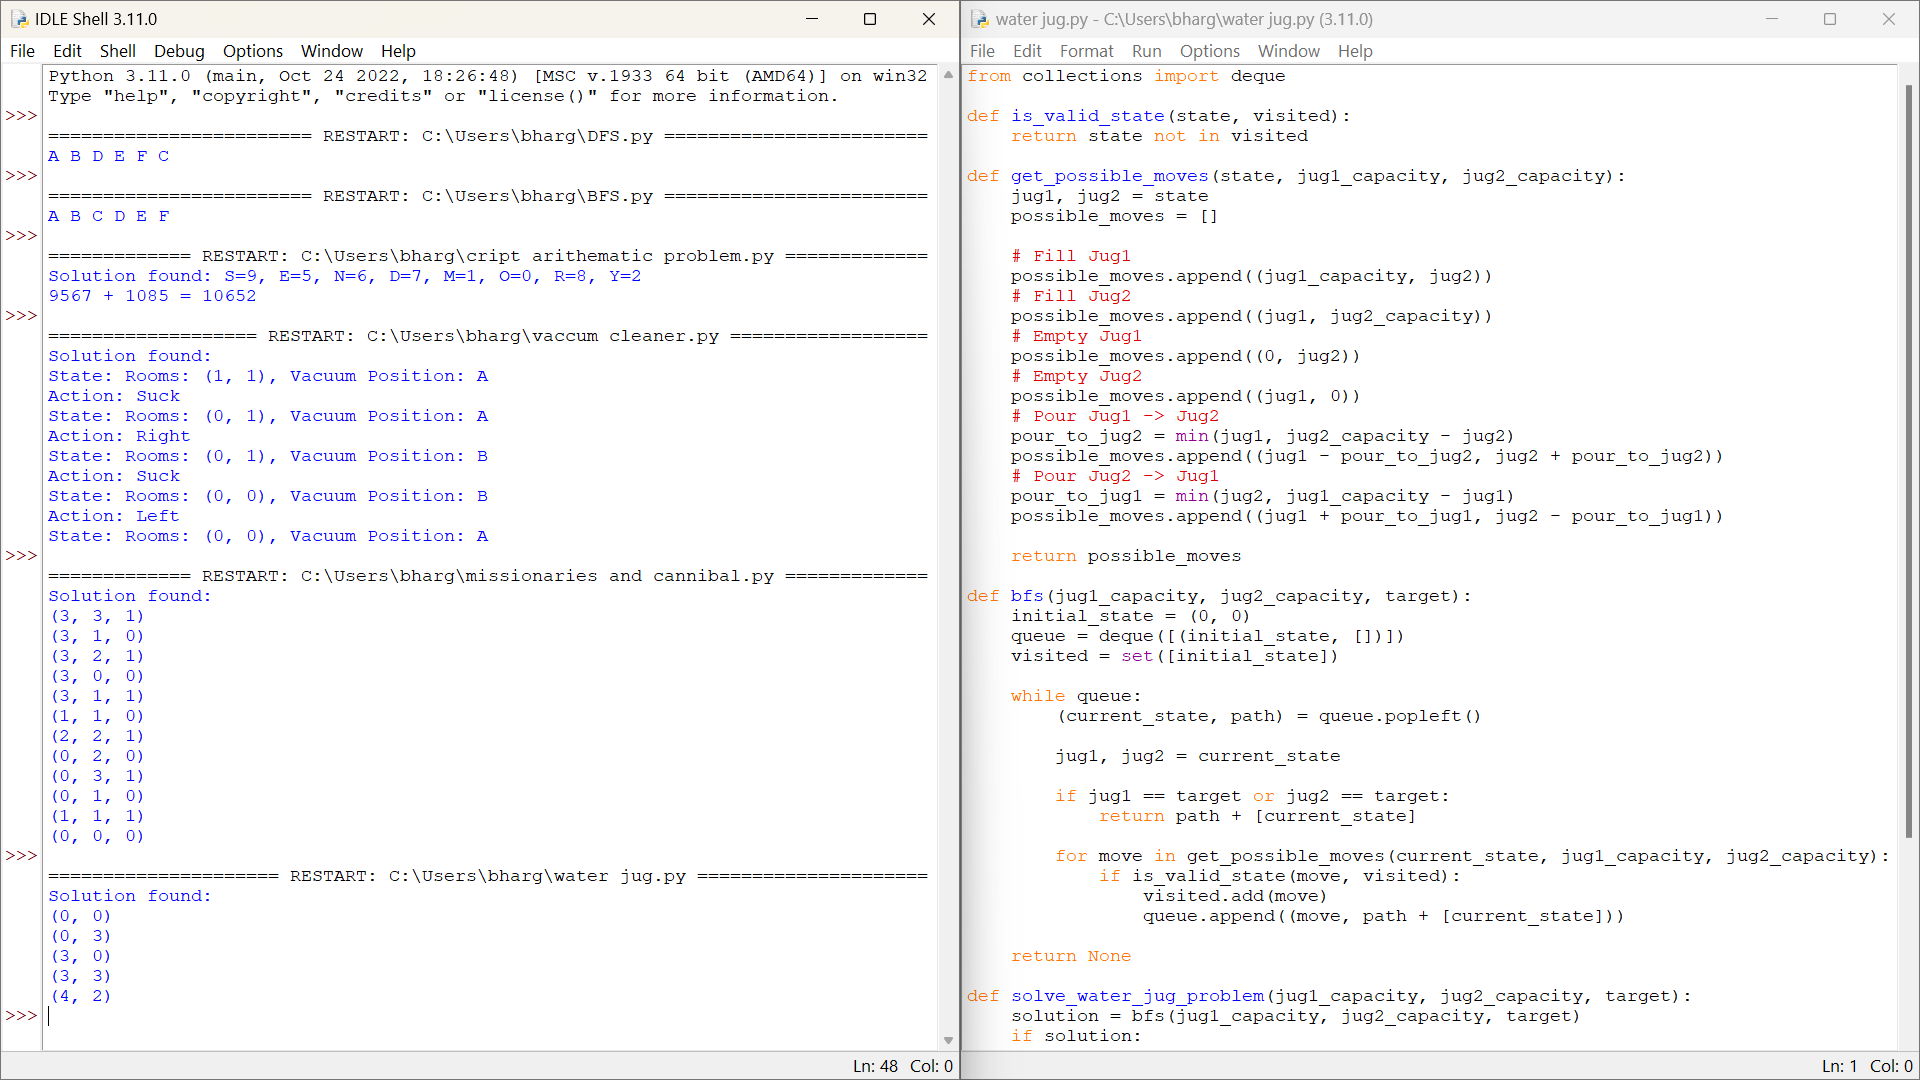 IDLE Shell 3.11.0
File Edit Shell Debug Options Window Help
Python 3.11.0 (main, Oct 24 2022, 18:26:48) [MSC v.1933 64 bit (AMD64)] on win32
Type "help", "copyright", "credits" or "license()" for more information.
>>>
======================== RESTART: C:\Users\bharg\DFS.py ========================
A B D E F C
>>>
======================== RESTART: C:\Users\bharg\BFS.py ========================
A B C D E F
>>>
============= RESTART: C:\Users\bharg\cript arithematic problem.py =============
Solution found: S=9, E=5, N=6, D=7, M=1, O=0, R=8, Y=2
9567 + 1085 = 10652
>>>
=================== RESTART: C:\Users\bharg\vaccum cleaner.py ==================
Solution found:
State: Rooms: (1, 1), Vacuum Position: A
Action: Suck
State: Rooms: (0, 1), Vacuum Position: A
Action: Right
State: Rooms: (0, 1), Vacuum Position: B
Action: Suck
State: Rooms: (0, 0), Vacuum Position: B
Action: Left
State: Rooms: (0, 0), Vacuum Position: A
>>>
============= RESTART: C:\Users\bharg\missionaries and cannibal.py =============
Solution found:
(3, 3, 1)
(3, 1, 0)
(3, 2, 1)
(3, 0, 0)
(3, 1, 1)
(1, 1, 0)
(2, 2, 1)
(0, 2, 0)
(0, 3, 1)
(0, 1, 0)
(1, 1, 1)
(0, 0, 0)
>>>
===================== RESTART: C:\Users\bharg\water jug.py =====================
Solution found:
(0, 0)
(0, 3)
(3, 0)
(3, 3)
(4, 2)
>>>
Ln: 48 Col: 0
water jug.py - C:\Users\bharg\water jug.py (3.11.0)
File Edit Format Run Options Window Help
from collections import deque

def is_valid_state(state, visited):
    return state not in visited

def get_possible_moves(state, jug1_capacity, jug2_capacity):
    jug1, jug2 = state
    possible_moves = []

    # Fill Jug1
    possible_moves.append((jug1_capacity, jug2))
    # Fill Jug2
    possible_moves.append((jug1, jug2_capacity))
    # Empty Jug1
    possible_moves.append((0, jug2))
    # Empty Jug2
    possible_moves.append((jug1, 0))
    # Pour Jug1 -> Jug2
    pour_to_jug2 = min(jug1, jug2_capacity - jug2)
    possible_moves.append((jug1 - pour_to_jug2, jug2 + pour_to_jug2))
    # Pour Jug2 -> Jug1
    pour_to_jug1 = min(jug2, jug1_capacity - jug1)
    possible_moves.append((jug1 + pour_to_jug1, jug2 - pour_to_jug1))

    return possible_moves

def bfs(jug1_capacity, jug2_capacity, target):
    initial_state = (0, 0)
    queue = deque([(initial_state, [])])
    visited = set([initial_state])

    while queue:
        (current_state, path) = queue.popleft()

        jug1, jug2 = current_state

        if jug1 == target or jug2 == target:
            return path + [current_state]

        for move in get_possible_moves(current_state, jug1_capacity, jug2_capacity):
            if is_valid_state(move, visited):
                visited.add(move)
                queue.append((move, path + [current_state]))

    return None

def solve_water_jug_problem(jug1_capacity, jug2_capacity, target):
    solution = bfs(jug1_capacity, jug2_capacity, target)
    if solution:
Ln: 1 Col: 0